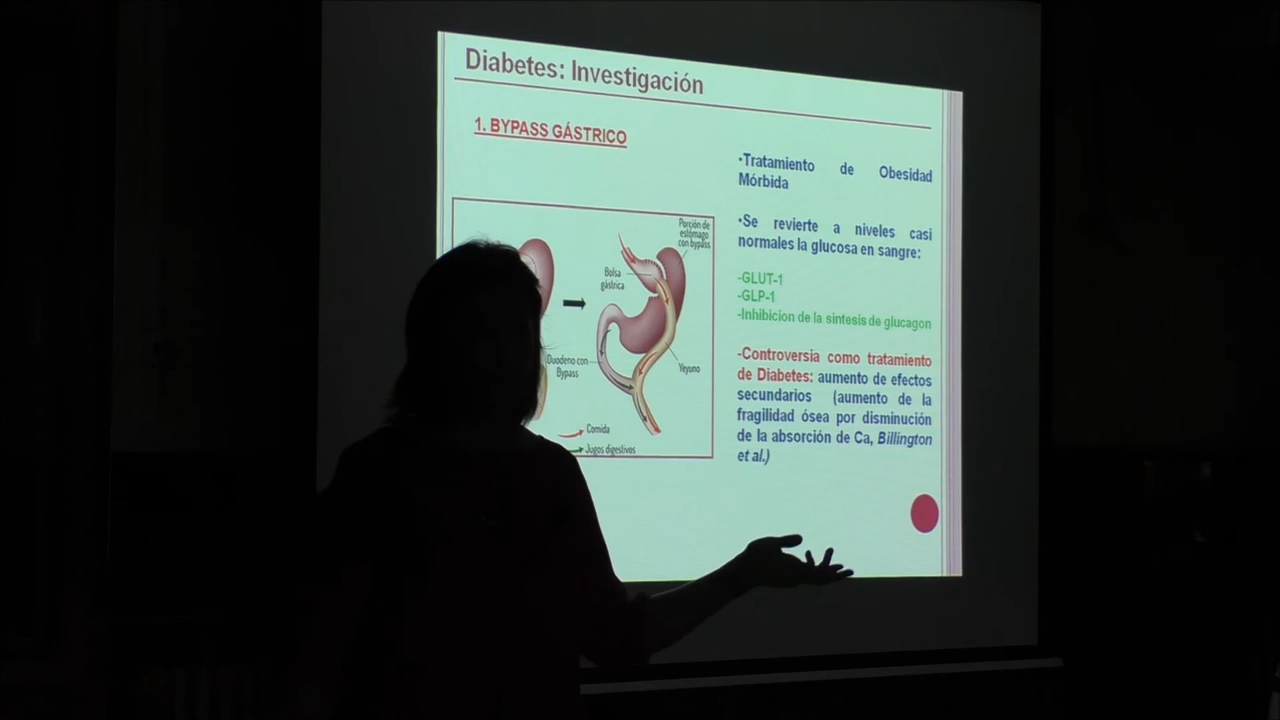 Diabetes: Investigación
1. BYPASS GÁSTRICO
Porción de
estómago
con bypass
Bolsa
gástrica
Duodeno con
Bypass
Yeyuno
Comida
Jugos digestivos
•Tratamiento de Obesidad
Mórbida
•Se revierte a niveles casi
normales la glucosa en sangre:
-GLUT-1
-GLP-1
-Inhibicion de la síntesis de glucagon
-Controversia como tratamiento
de Diabetes: aumento de efectos
secundarios (aumento de la
fragilidad ósea por disminución
de la absorción de Ca, Billington
et al.)